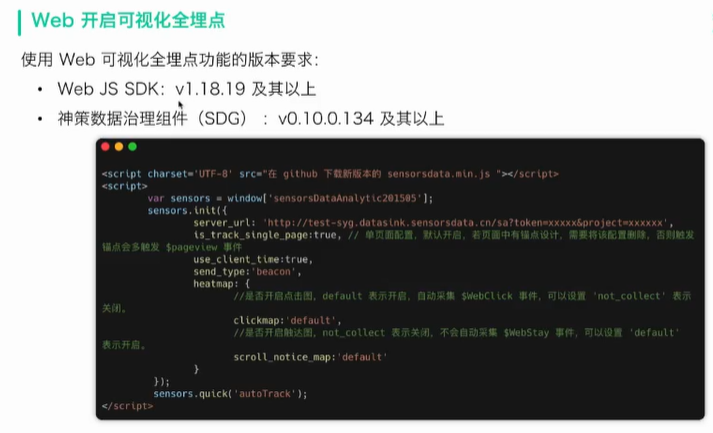 Web 开启可视化全埋点
使用 Web 可视化全埋点功能的版本要求：
• Web JS SDK：v1.18.19 及其以上
• 神策数据治理组件（SDG）：v0.10.0.134 及其以上
<script charset='UTF-8' src="在 github 下载新版本的 sensorsdata.min.js "></script>
<script>
var sensors = window['sensorsDataAnalytic201505'];
sensors.init({
server_url: 'http://test-syg.datasink.sensorsdata.cn/sa?token=xxxxx&project=xxxxxx',
is_track_single_page:true, // 单页面配置，默认开启，若页面中有锚点设计，需要将该配置删除，否则触发
锚点会多触发 $pageview 事件
use_client_time:true,
send_type:'beacon',
heatmap: {
//是否开启点击图，default 表示开启，自动采集 $WebClick 事件，可以设置 'not_collect' 表示
关闭。
clickmap:'default',
//是否开启触达图，not_collect 表示关闭，不会自动采集 $WebStay 事件，可以设置 'default'
表示开启。
scroll_notice_map:'default'
}
});
sensors.quick('autoTrack');
</script>